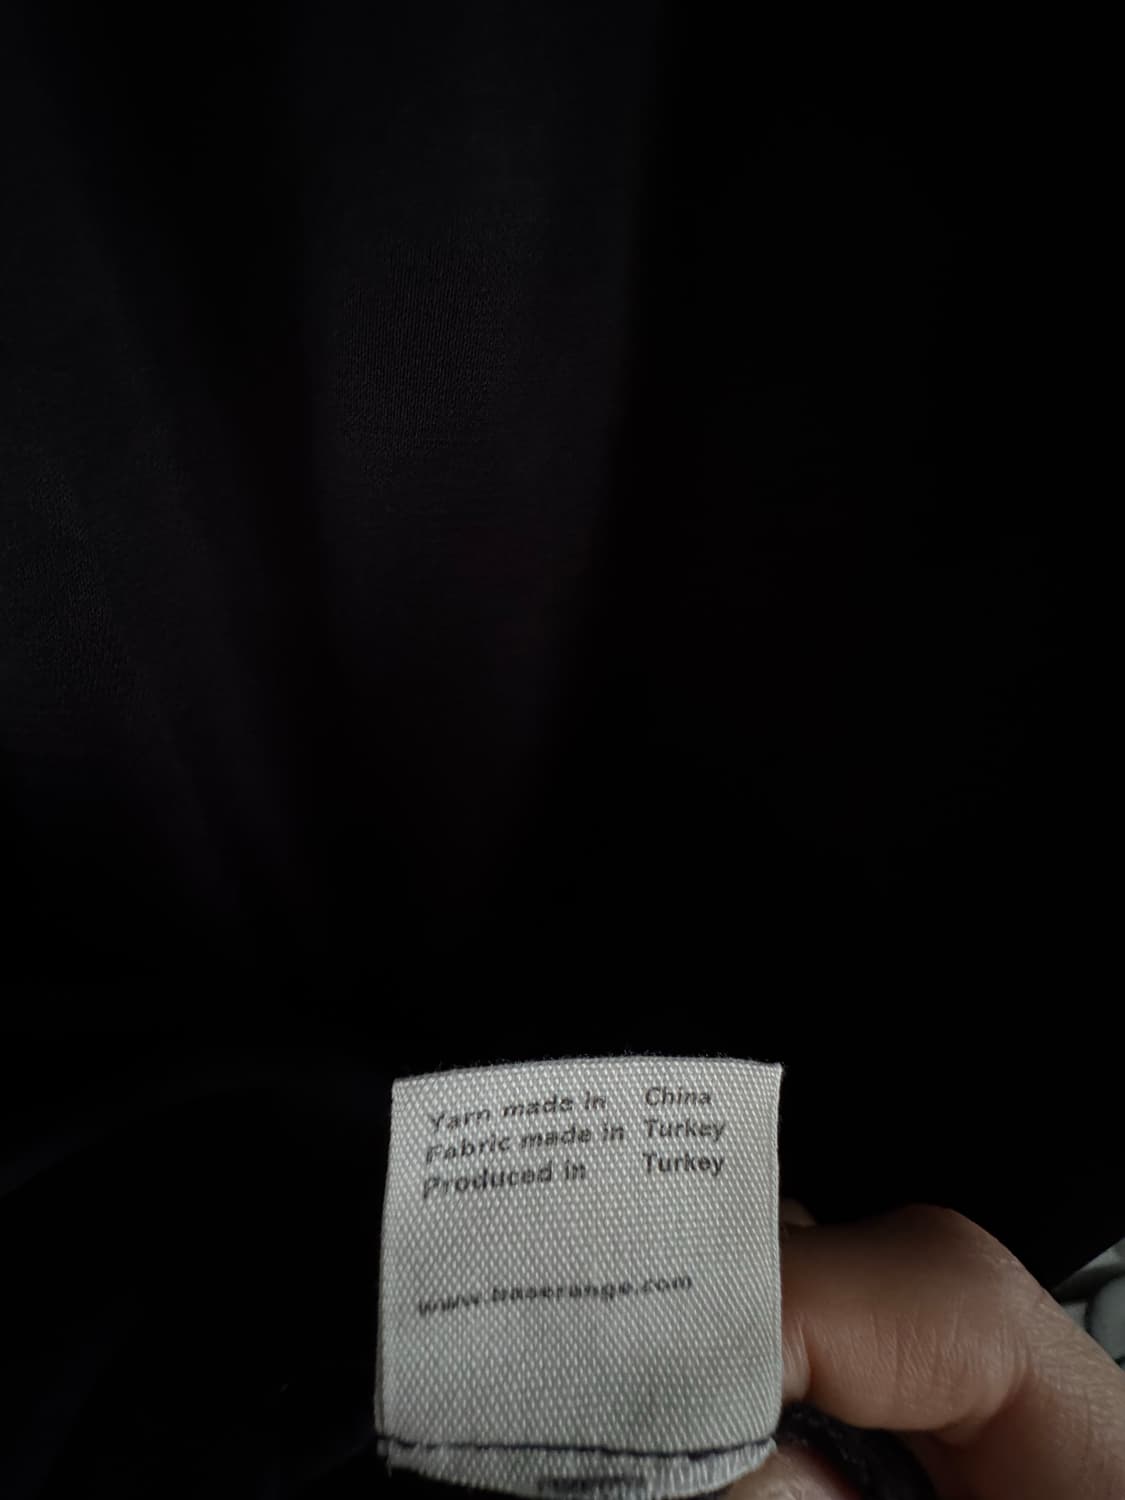 Yarn made in China
Fabric made in Turkey
Produced in Turkey
www.baserange.com